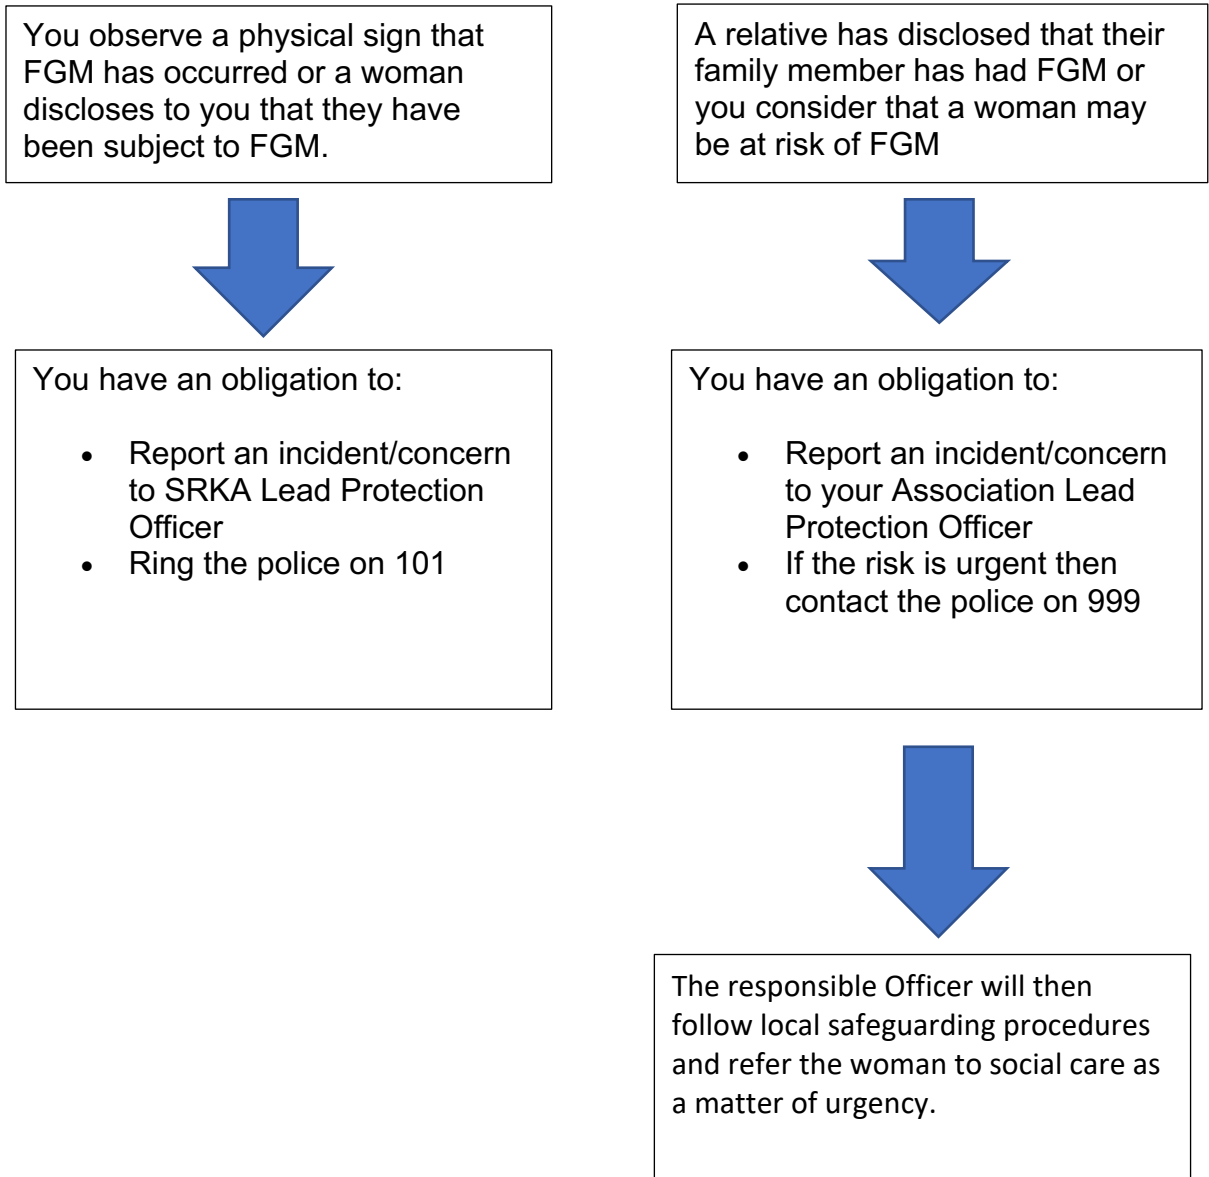 You observe a physical sign that
FGM has occurred or a woman
discloses to you that they have
been subject to FGM.
You have an obligation to:
• Report an incident/concern
to SRKA Lead Protection
Officer
• Ring the police on 101
A relative has disclosed that their
family member has had FGM or
you consider that a woman may
be at risk of FGM
You have an obligation to:
• Report an incident/concern
to your Association Lead
Protection Officer
• If the risk is urgent then
contact the police on 999
The responsible Officer will then
follow local safeguarding procedures
and refer the woman to social care as
a matter of urgency.